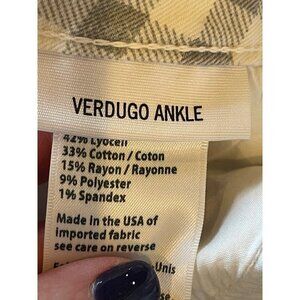 VERDUGO ANKLE
42% Lyocell
33% Cotton / Coton
15% Rayon / Rayonne
9% Polyester
1% Spandex
Made in the USA of
imported fabric
see care on reverse
Unis